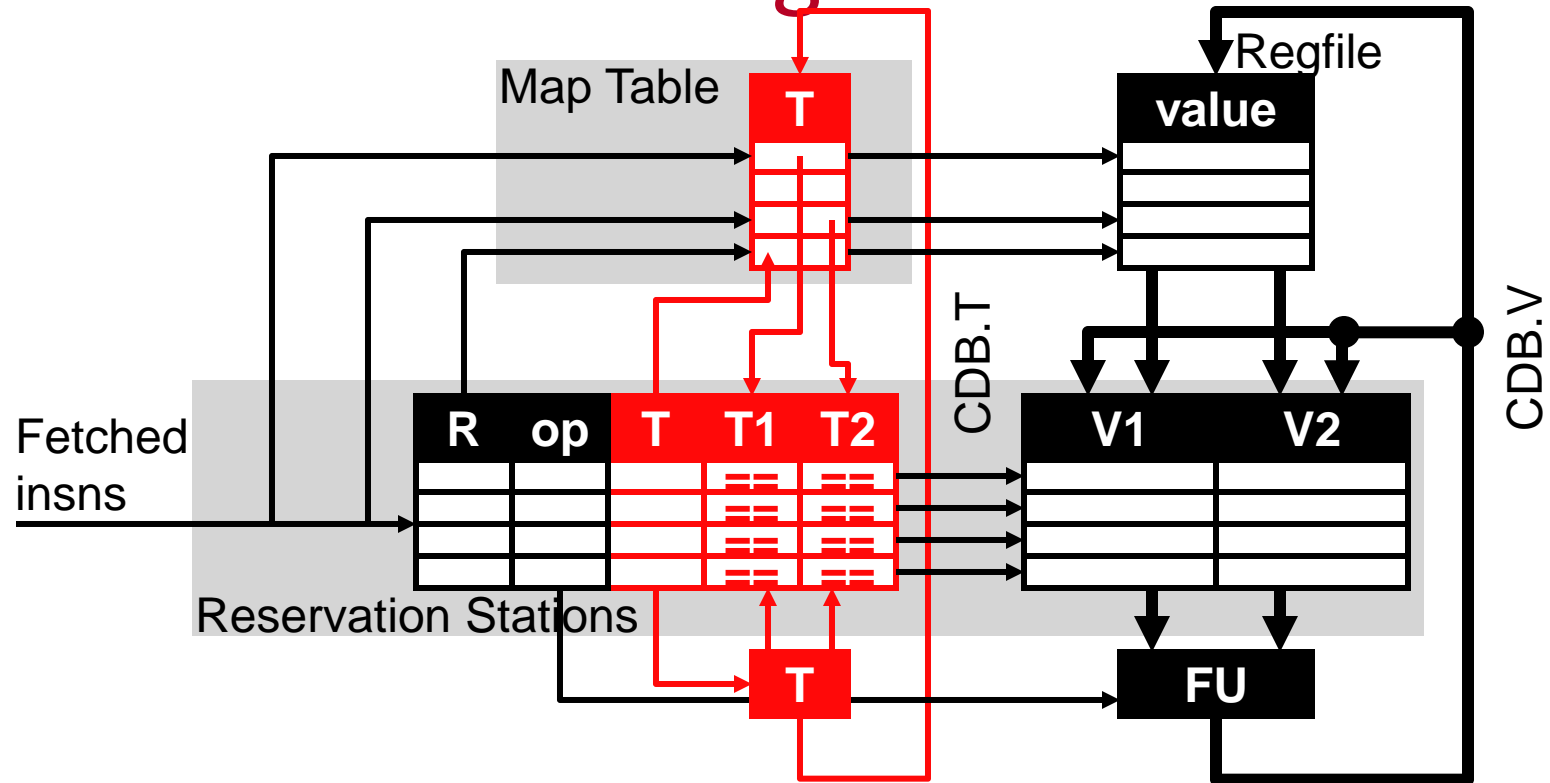 Regfile
Map Table
T
value
CDB.T
CDB.V
Fetched
insns
R op T T1 T2
V1 V2
== ==
== ==
== ==
== ==
Reservation Stations
T
FU